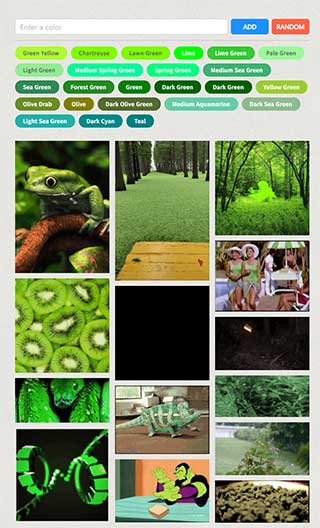 Enter a color ADD RANDOM
Green Yellow Chartreuse Lawn Green Lime Lime Green Pale Green
Light Green Medium Spring Green Spring Green Medium Sea Green
Sea Green Forest Green Green Dark Green Dark Green Yellow Green
Olive Drab Olive Dark Olive Green Medium Aquamarine Dark Sea Green
Light Sea Green Dark Cyan Teal